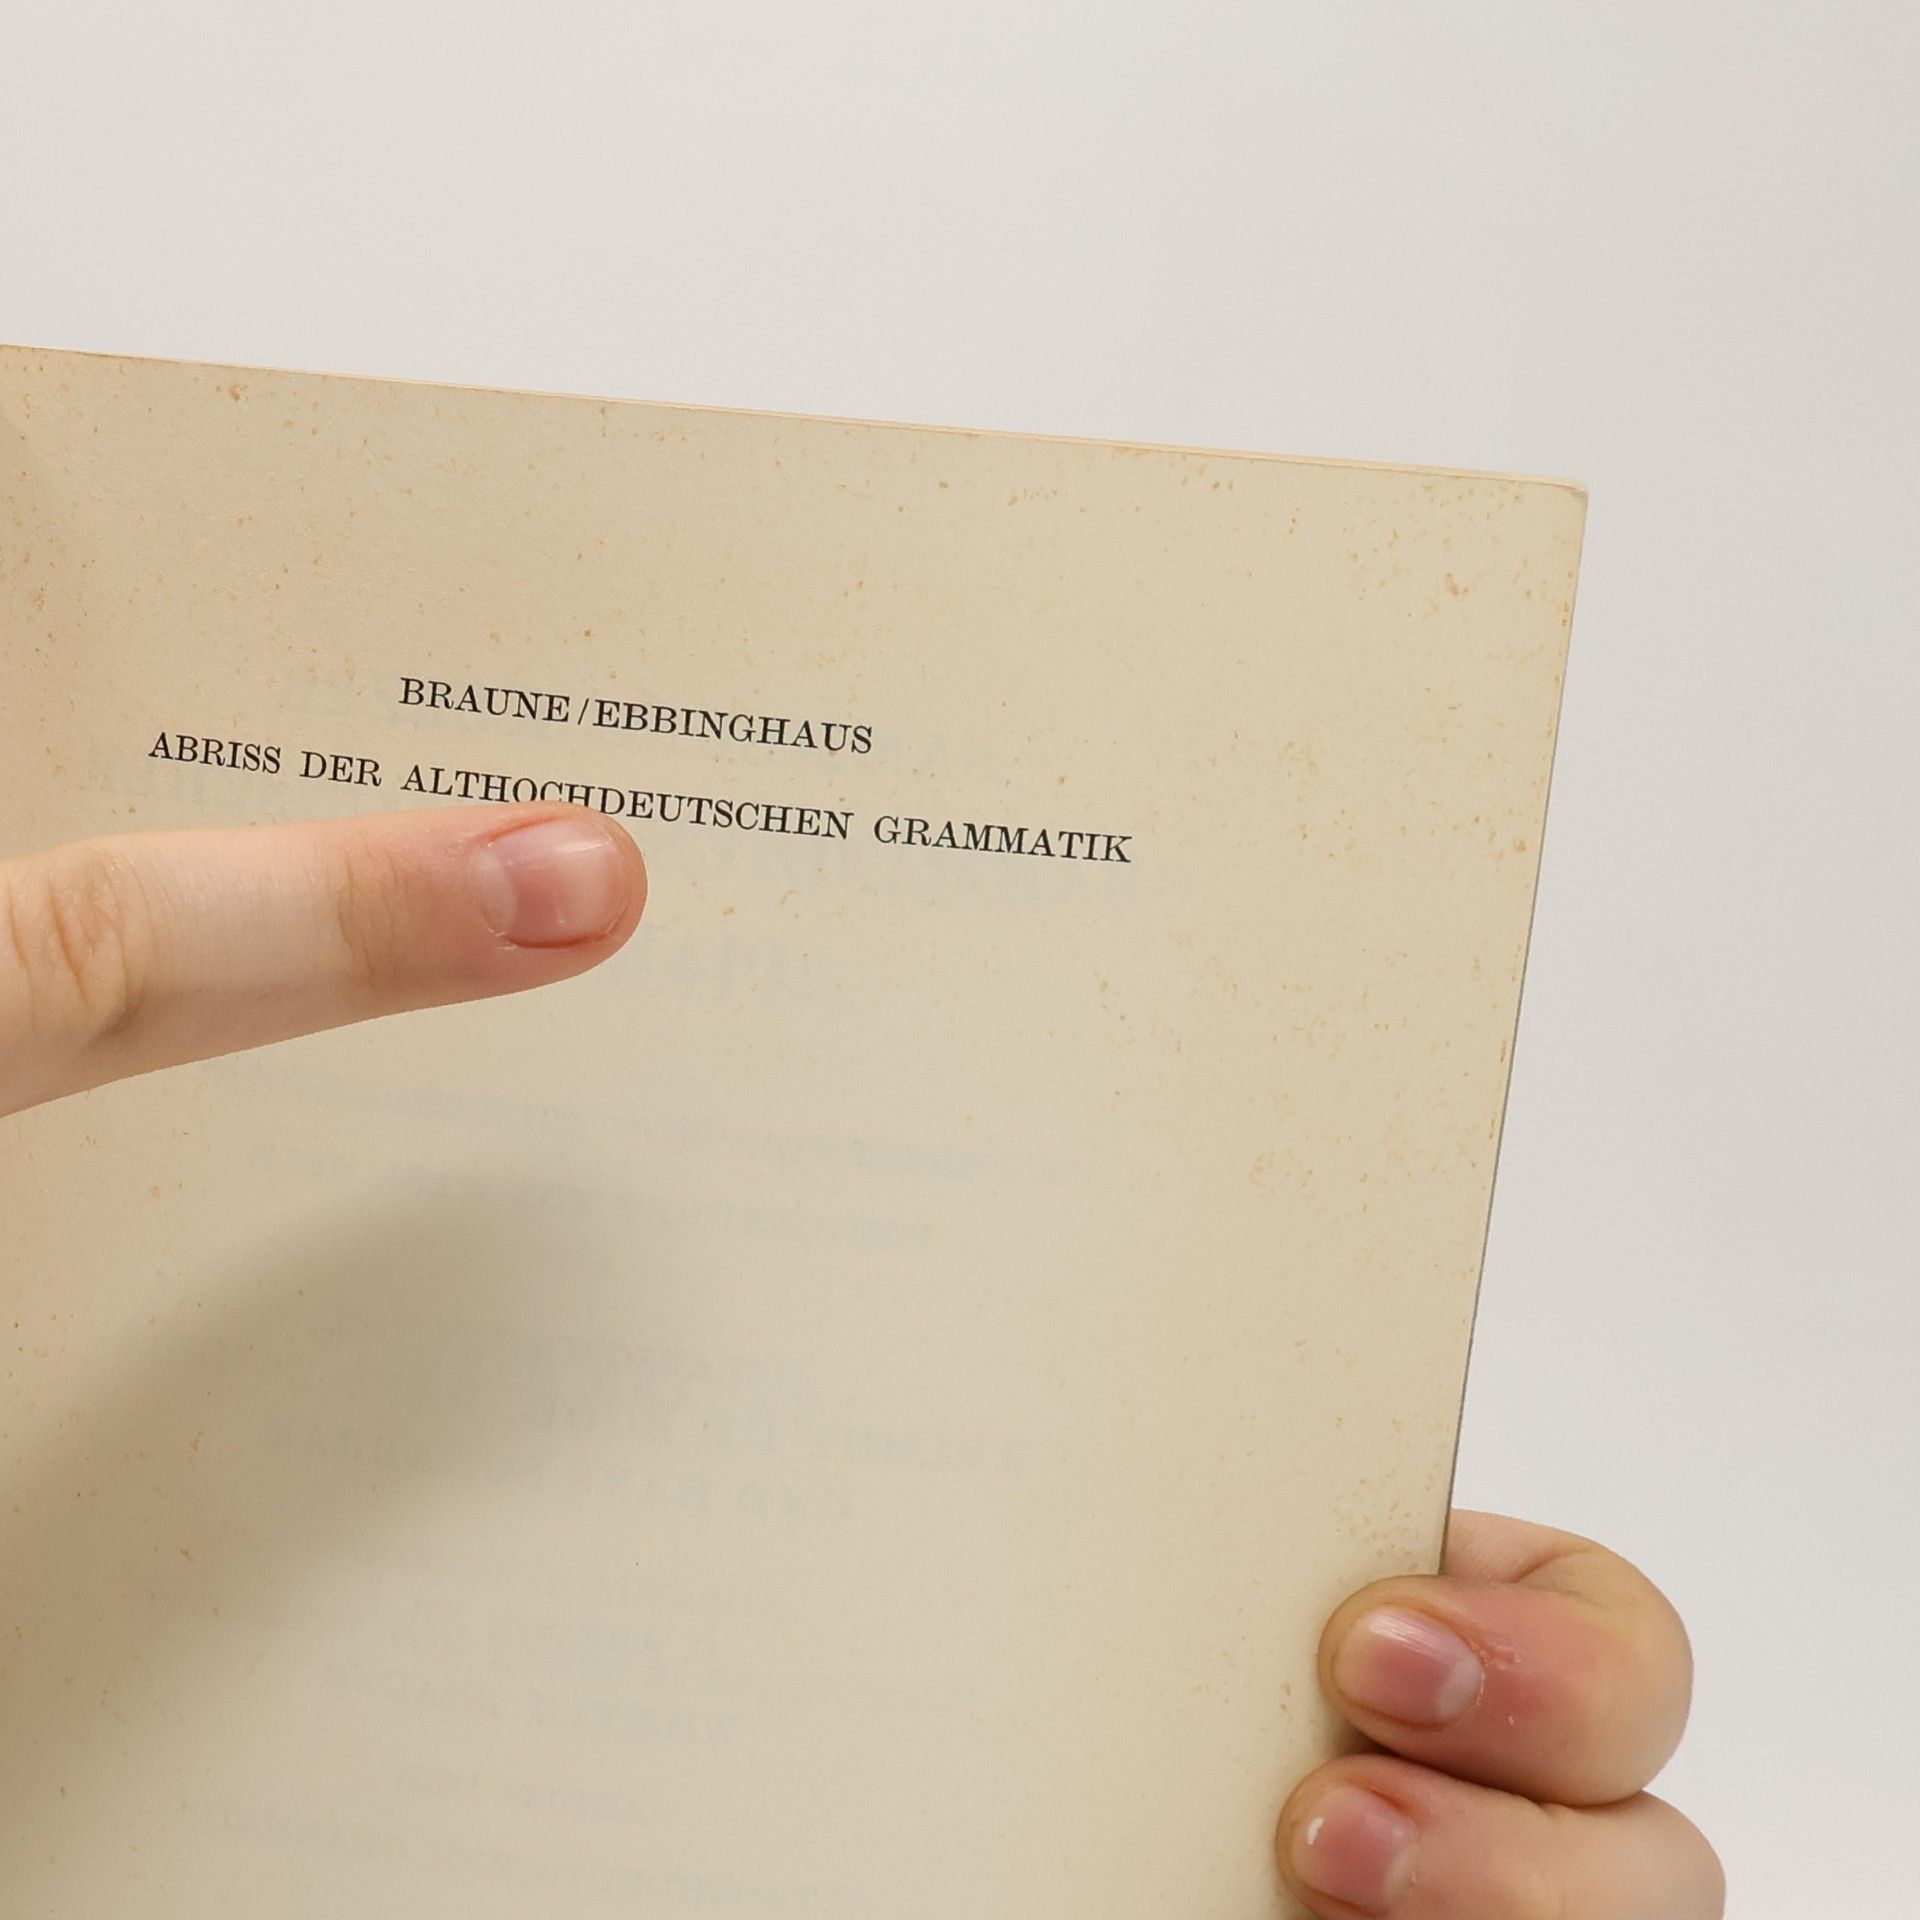 BRAUNE/EBBINGHAUS
ABRISS DER ALTHOCHDEUTSCHEN GRAMMATIK